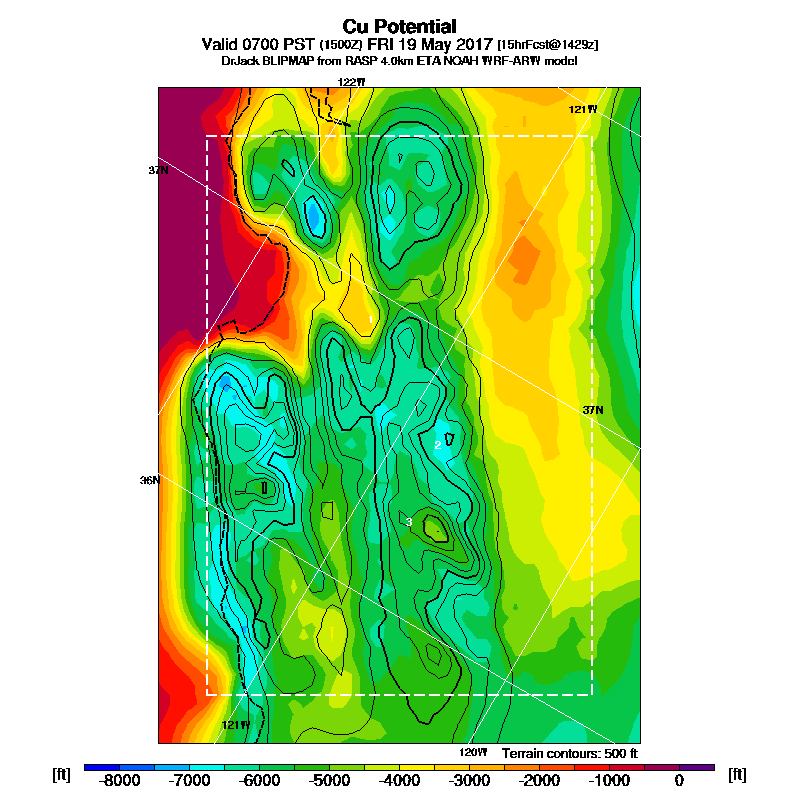 Cu Potential
Valid 0700 PST (1500Z) FRI 19 May 2017 [15hrFcst@1429z]
DrJack BLIPMAP from RASP 4.0km ETA NOAH WRF-ARW model
122W
121W
37N
1
37N
2
36N
3
121W
120W Terrain contours: 500 ft
[ft] -8000 -7000 -6000 -5000 -4000 -3000 -2000 -1000 0 [ft]